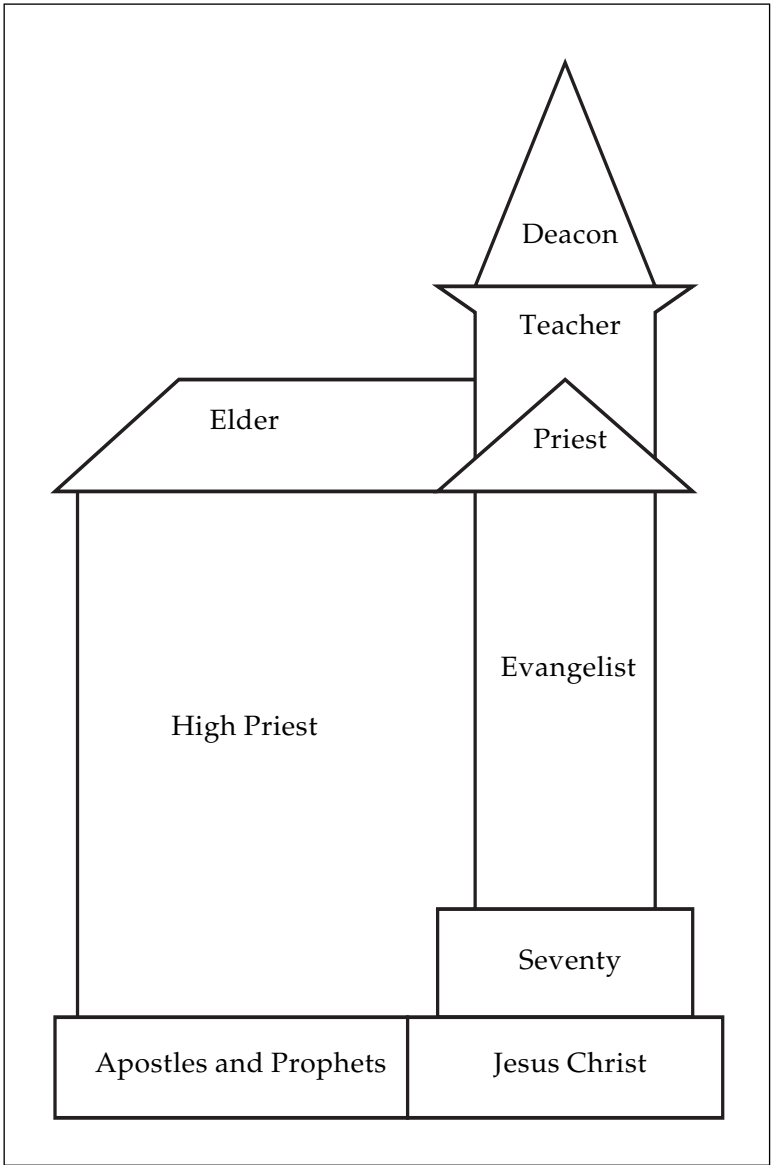 Deacon
Teacher
Elder
Priest
Evangelist
High Priest
Seventy
Apostles and Prophets
Jesus Christ